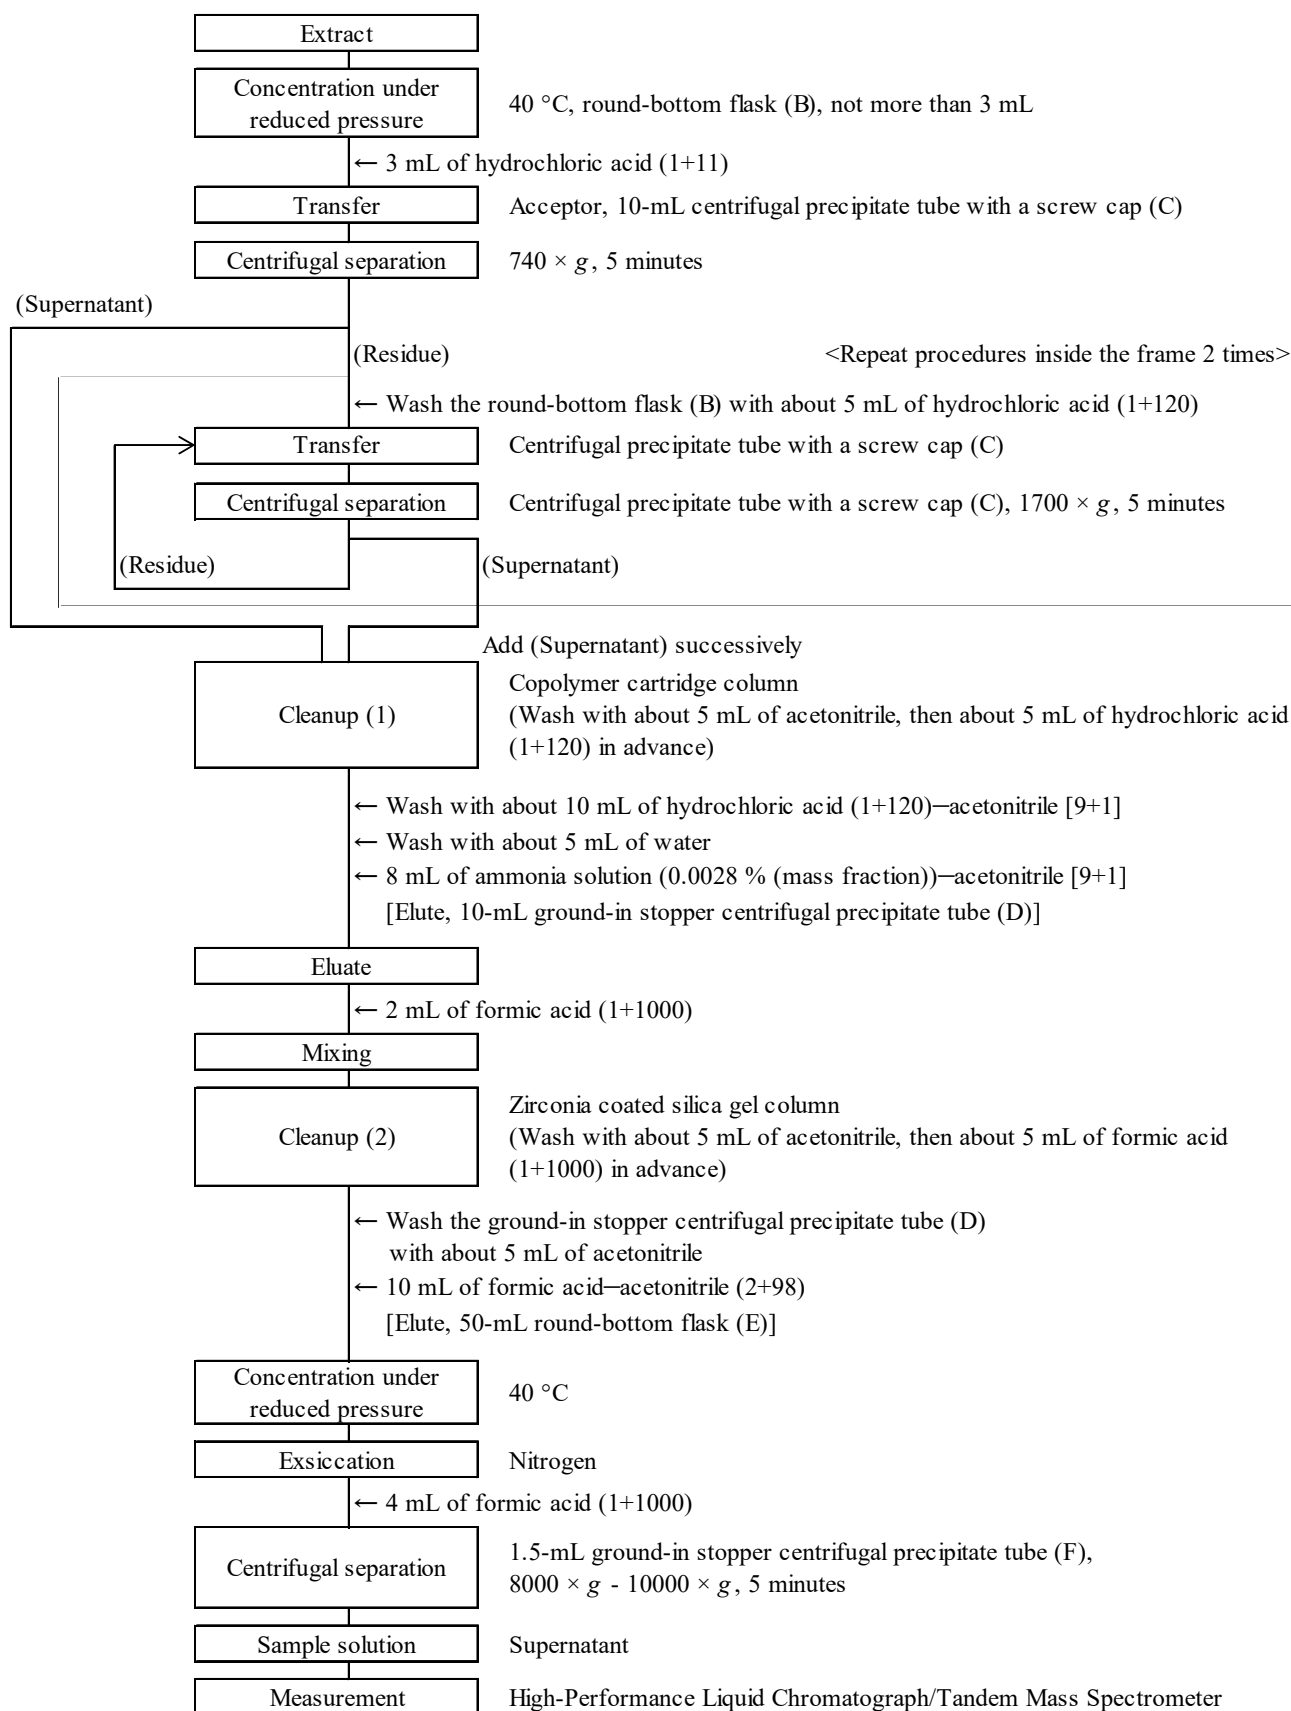 Extract
Concentration under
reduced pressure
40 °C, round-bottom flask (B), not more than 3 mL
← 3 mL of hydrochloric acid (1+11)
Transfer
Acceptor, 10-mL centrifugal precipitate tube with a screw cap (C)
Centrifugal separation
740 × g, 5 minutes
(Supernatant)
(Residue)
<Repeat procedures inside the frame 2 times>
← Wash the round-bottom flask (B) with about 5 mL of hydrochloric acid (1+120)
Transfer
Centrifugal precipitate tube with a screw cap (C)
Centrifugal separation
Centrifugal precipitate tube with a screw cap (C), 1700 × g, 5 minutes
(Residue)
(Supernatant)
Add (Supernatant) successively
Cleanup (1)
Copolymer cartridge column
(Wash with about 5 mL of acetonitrile, then about 5 mL of hydrochloric acid
(1+120) in advance)
← Wash with about 10 mL of hydrochloric acid (1+120)–acetonitrile [9+1]
← Wash with about 5 mL of water
← 8 mL of ammonia solution (0.0028 % (mass fraction))–acetonitrile [9+1]
[Elute, 10-mL ground-in stopper centrifugal precipitate tube (D)]
Eluate
← 2 mL of formic acid (1+1000)
Mixing
Cleanup (2)
Zirconia coated silica gel column
(Wash with about 5 mL of acetonitrile, then about 5 mL of formic acid
(1+1000) in advance)
← Wash the ground-in stopper centrifugal precipitate tube (D)
with about 5 mL of acetonitrile
← 10 mL of formic acid–acetonitrile (2+98)
[Elute, 50-mL round-bottom flask (E)]
Concentration under
reduced pressure
40 °C
Exsiccation
Nitrogen
← 4 mL of formic acid (1+1000)
Centrifugal separation
1.5-mL ground-in stopper centrifugal precipitate tube (F),
8000 × g - 10000 × g, 5 minutes
Sample solution
Supernatant
Measurement
High-Performance Liquid Chromatograph/Tandem Mass Spectrometer